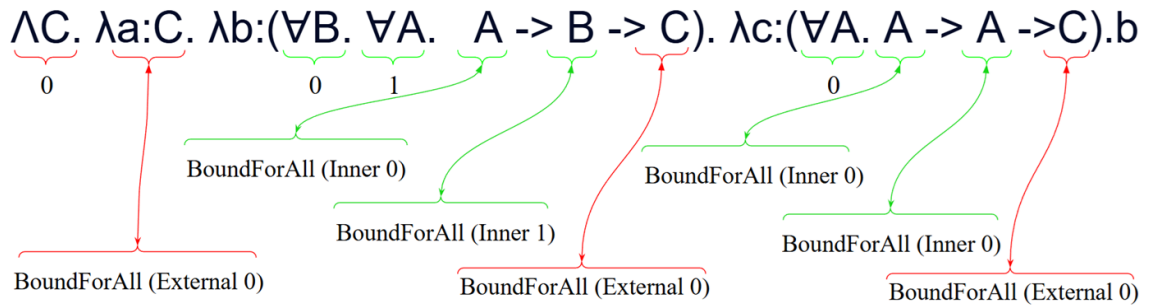 ΛC. λa:C. λb:(∀B. ∀A. A -> B -> C). λc:(∀A. A -> A ->C).b
0 0 1 0
BoundForAll (Inner 0) BoundForAll (Inner 0)
BoundForAll (Inner 1) BoundForAll (Inner 0)
BoundForAll (External 0) BoundForAll (External 0) BoundForAll (External 0)